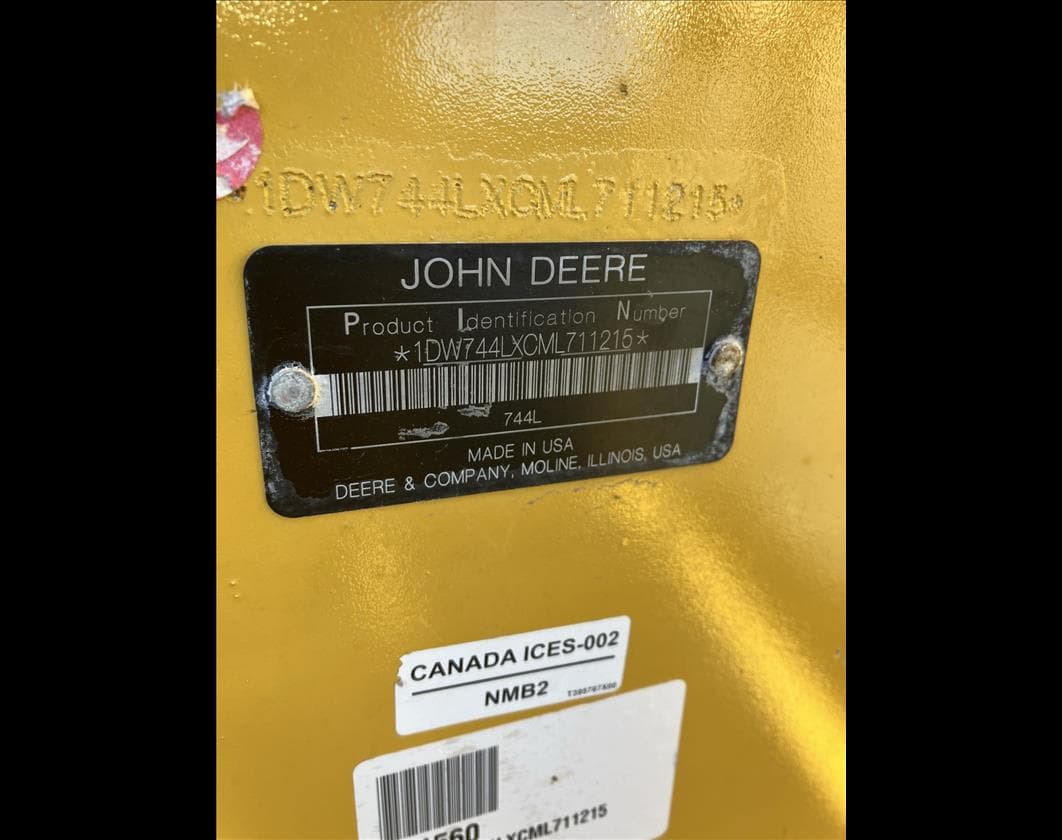 1DW744LXCML711215
JOHN DEERE
Product Identification Number
*1DW744LXCML711215*
744L
MADE IN USA
DEERE & COMPANY, MOLINE, ILLINOIS, USA
CANADA ICES-002
NMB2
LXCML711215